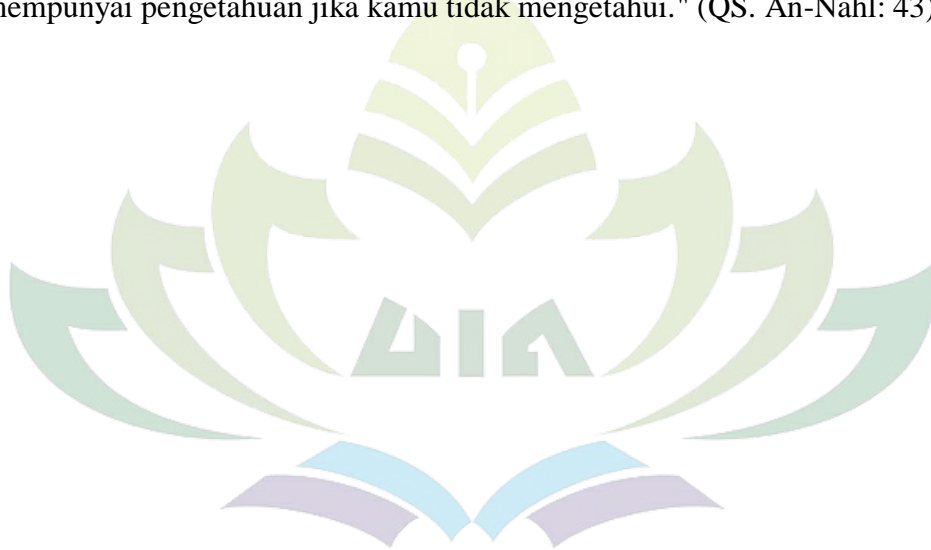 mempunyai pengetahuan jika kamu tidak mengetahui." (QS. An-Nahl: 43)
UIN